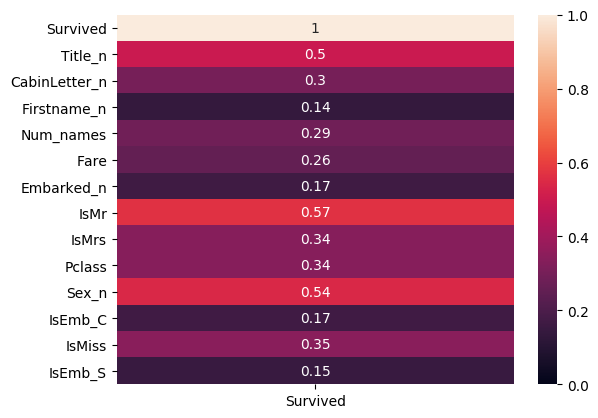 Survived 1
Title_n 0.5
CabinLetter_n 0.3
Firstname_n 0.14
Num_names 0.29
Fare 0.26
Embarked_n 0.17
IsMr 0.57
IsMrs 0.34
Pclass 0.34
Sex_n 0.54
IsEmb_C 0.17
IsMiss 0.35
IsEmb_S 0.15
Survived
1.0
0.8
0.6
0.4
0.2
0.0